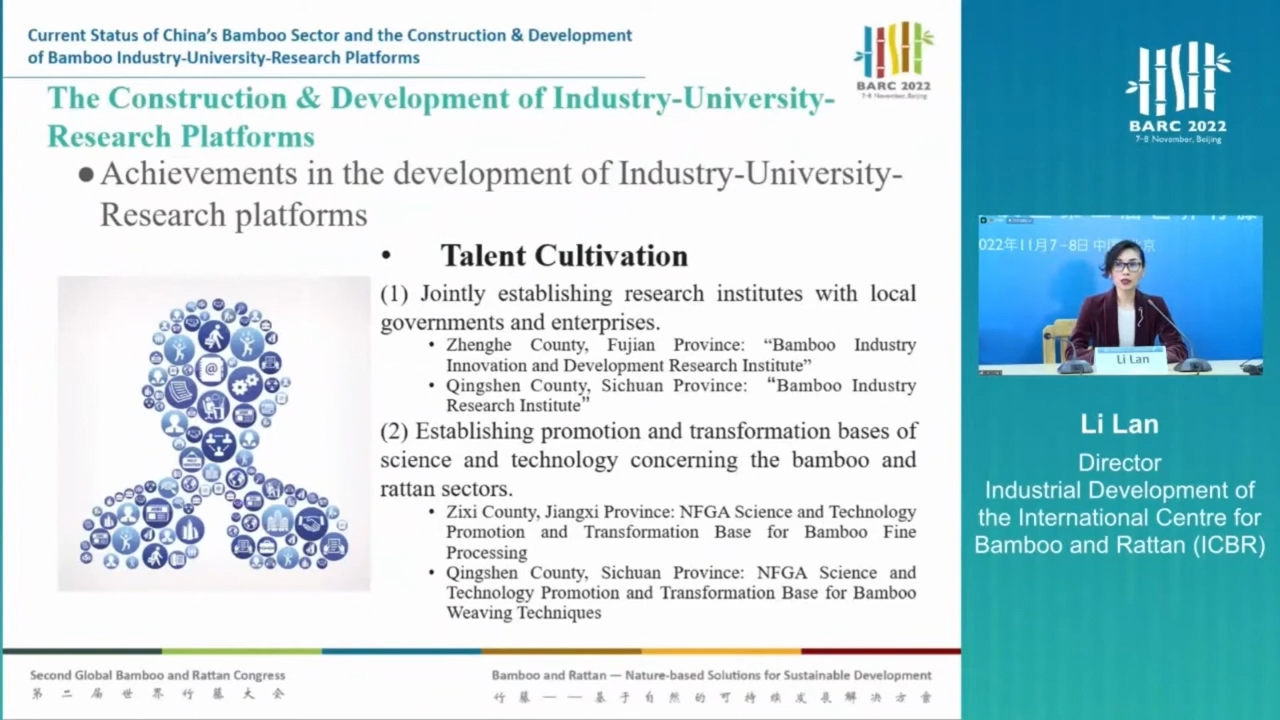 Current Status of China's Bamboo Sector and the Construction & Development
of Bamboo Industry-University-Research Platforms
BARC 2022
7-8 November, Beijing
The Construction & Development of Industry-University-
Research Platforms
●Achievements in the development of Industry-University-
Research platforms
• Talent Cultivation
(1) Jointly establishing research institutes with local
governments and enterprises.
• Zhenghe County, Fujian Province: “Bamboo Industry
Innovation and Development Research Institute”
• Qingshen County, Sichuan Province: “Bamboo Industry
Research Institute”
(2) Establishing promotion and transformation bases of
science and technology concerning the bamboo and
rattan sectors.
• Zixi County, Jiangxi Province: NFGA Science and Technology
Promotion and Transformation Base for Bamboo Fine
Processing
• Qingshen County, Sichuan Province: NFGA Science and
Technology Promotion and Transformation Base for Bamboo
Weaving Techniques
Second Global Bamboo and Rattan Congress
第二届世界竹藤大会
Bamboo and Rattan — Nature-based Solutions for Sustainable Development
竹藤——基于自然的可持续发展解决方案
BARC 2022
7-8 November, Beijing
022年11月7-8日 中国 北京
Li Lan
Li Lan
Director
Industrial Development of
the International Centre for
Bamboo and Rattan (ICBR)